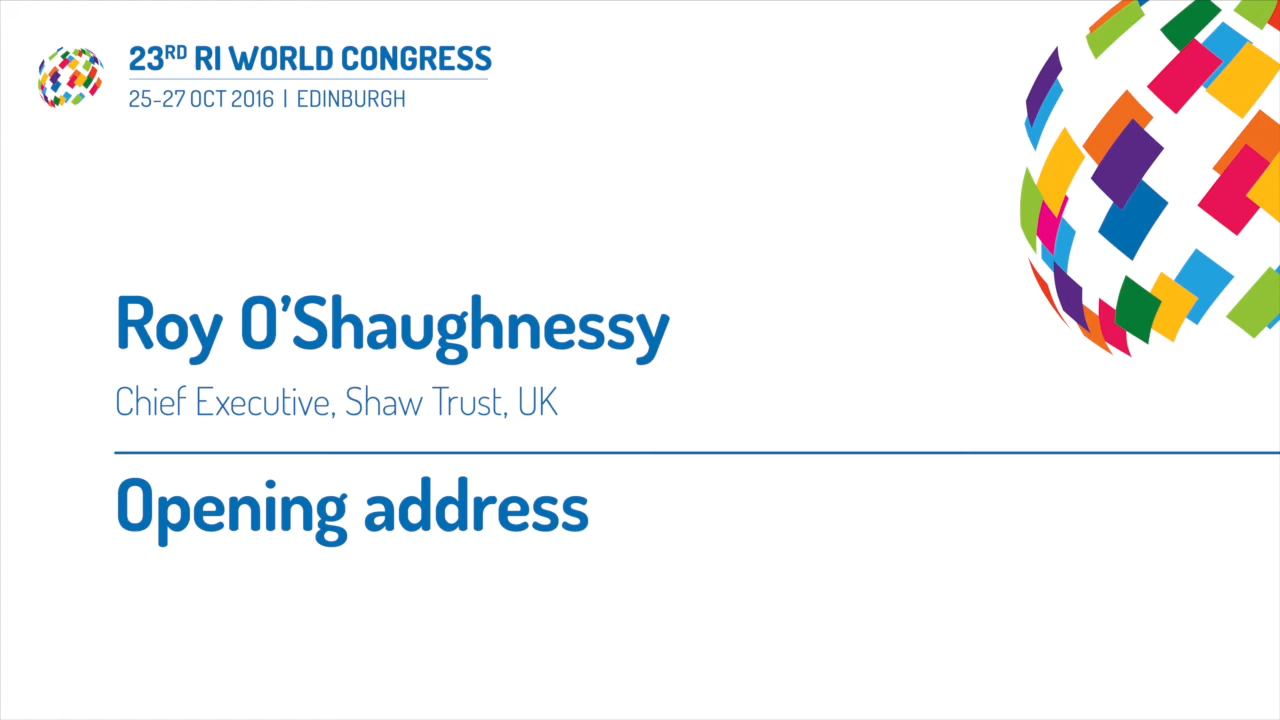 23RD RI WORLD CONGRESS
25-27 OCT 2016 | EDINBURGH
Roy O’Shaughnessy
Chief Executive, Shaw Trust, UK
Opening address